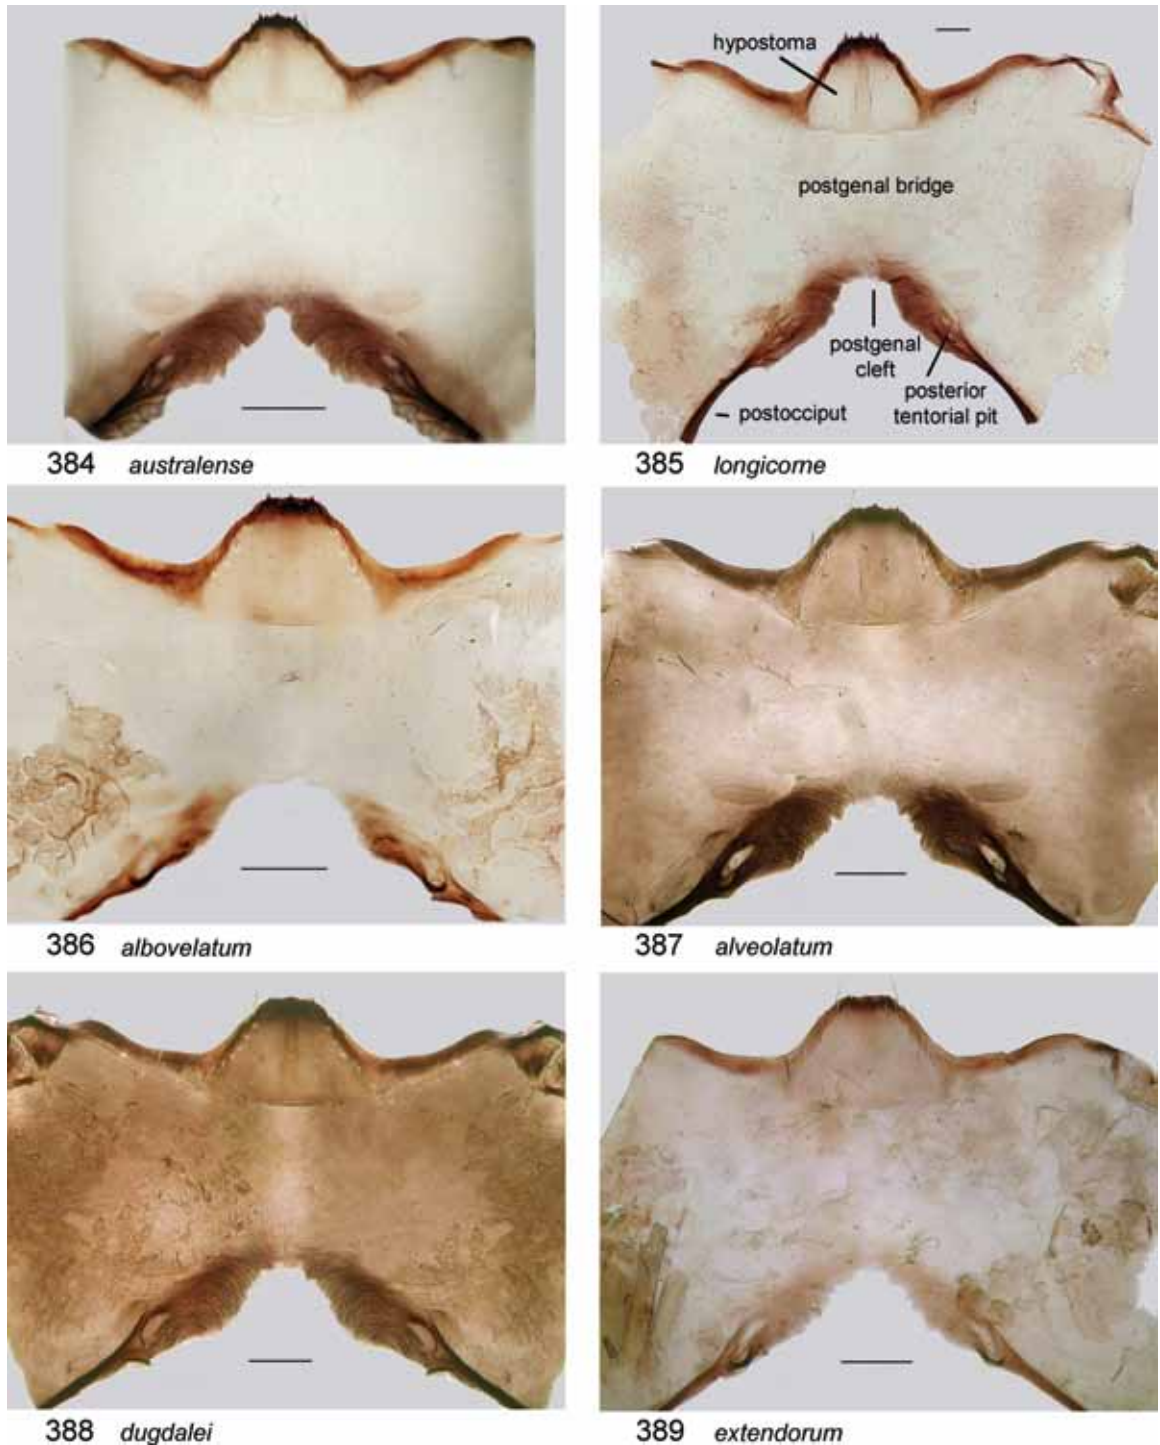 hypostoma
postgenal bridge
postgenal
cleft
posterior
tentorial pit
postocciput
384 australense
385 longicorne
386 albovelatum
387 alveolatum
388 dugdalei
389 extendorum